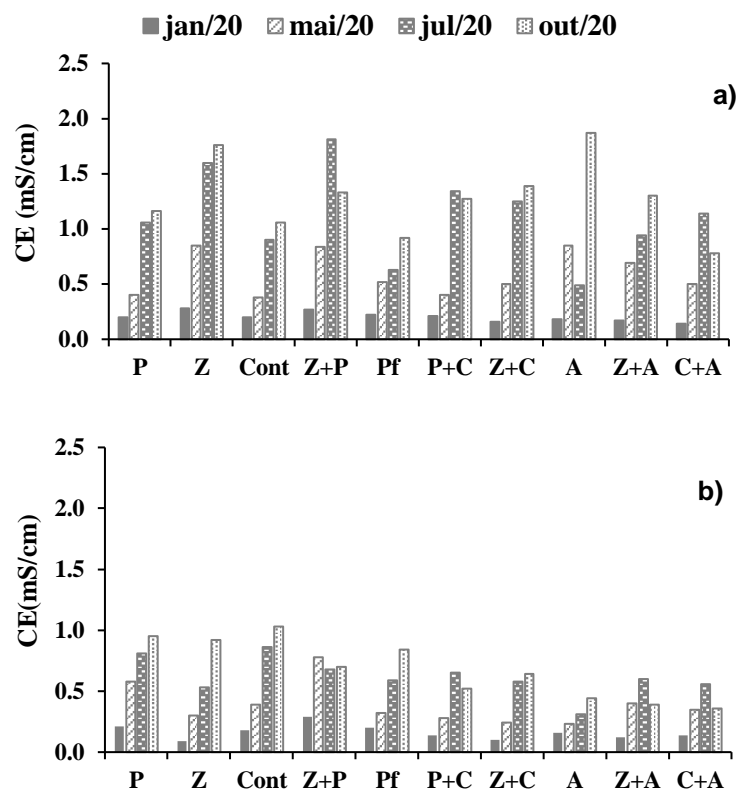 jan/20 mai/20 jul/20 out/20
2.5
a)
2.0
1.5
1.0
0.5
0.0
CE (mS/cm)
P Z Cont Z+P Pf P+C Z+C A Z+A C+A
2.5
b)
2.0
1.5
1.0
0.5
0.0
CE(mS/cm)
P Z Cont Z+P Pf P+C Z+C A Z+A C+A